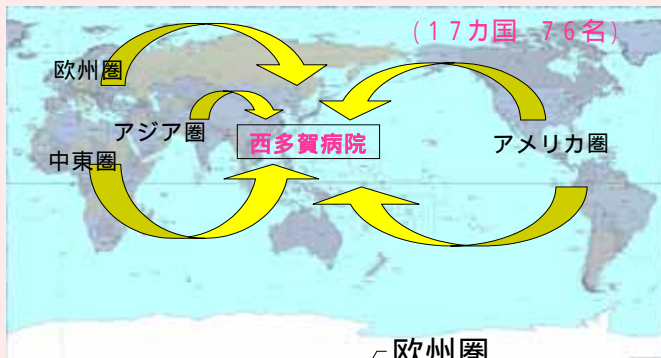 (17カ国 76名)
欧州圏
アジア圏
西多賀病院
アメリカ圏
中東圏
欧州圏